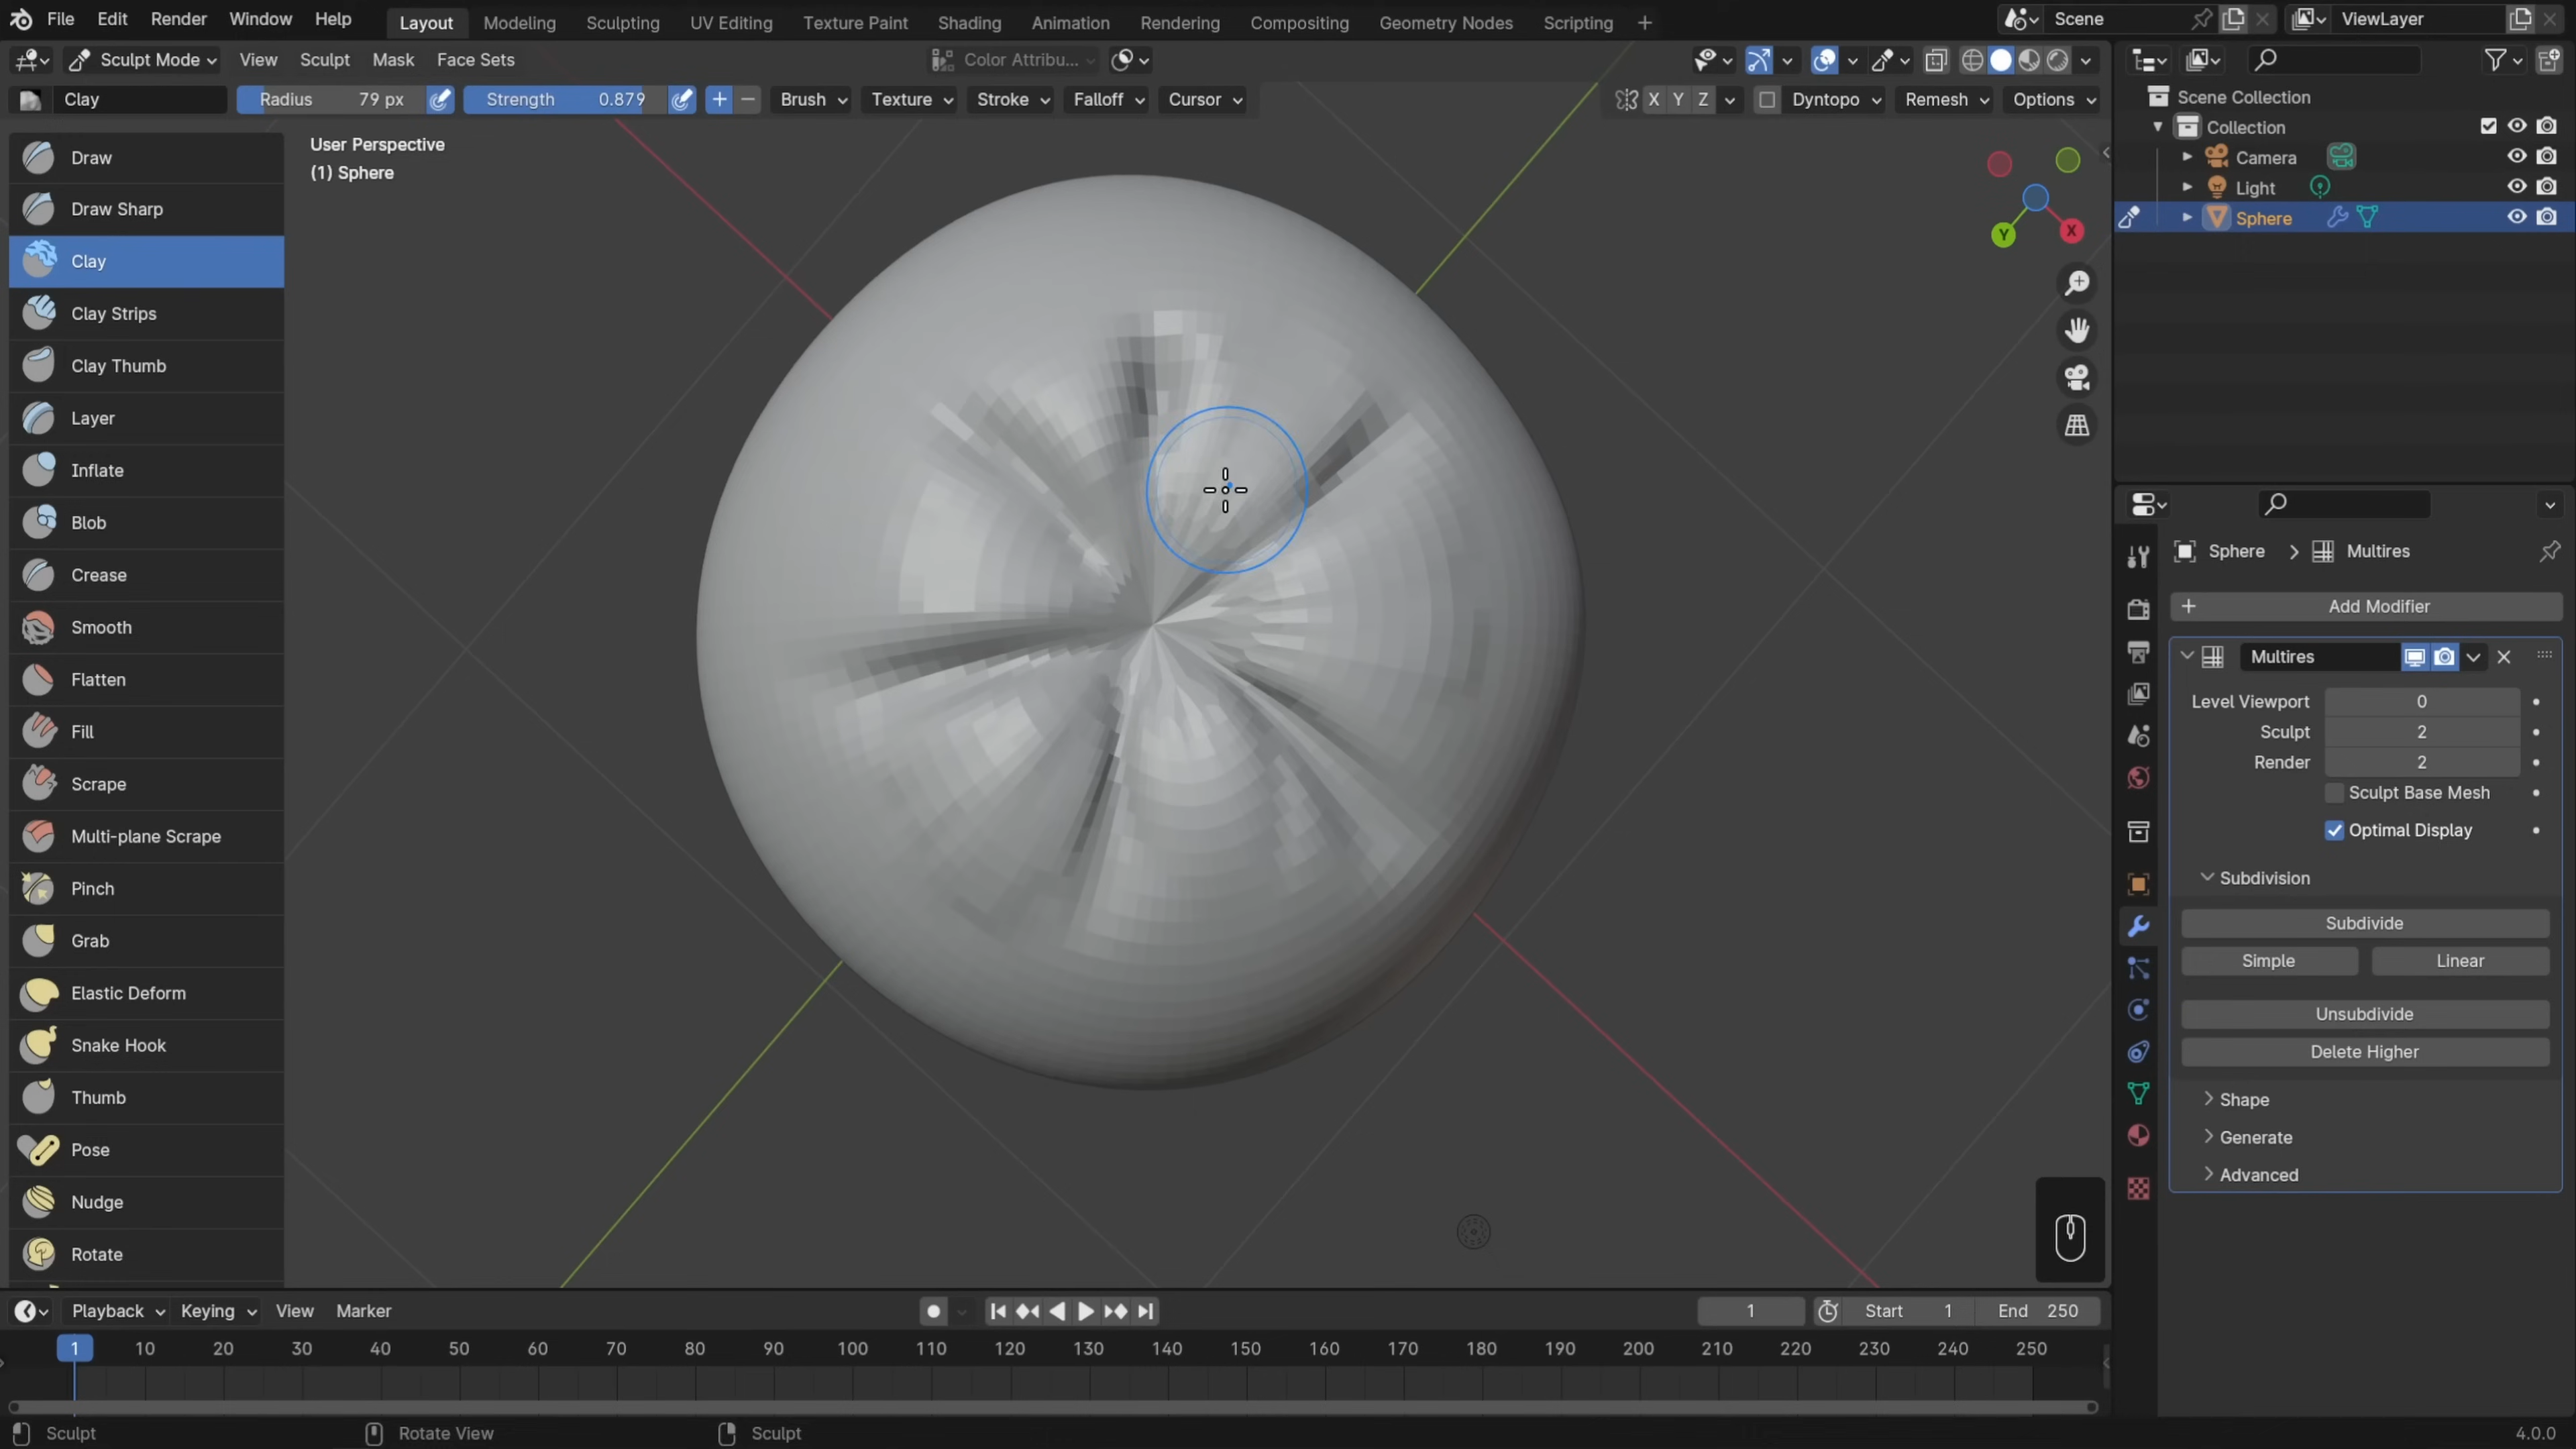 File Edit Render Window Help Layout Modeling Sculpting UV Editing Texture Paint Shading Animation Rendering Compositing Geometry Nodes Scripting + Scene ViewLayer
Sculpt Mode View Sculpt Mask Face Sets Color Attribu...
Clay Radius 79 px Strength 0.879 + − Brush Texture Stroke Falloff Cursor X Y Z Dyntopo Remesh Options
Draw
Draw Sharp
Clay
Clay Strips
Clay Thumb
Layer
Inflate
Blob
Crease
Smooth
Flatten
Fill
Scrape
Multi-plane Scrape
Pinch
Grab
Elastic Deform
Snake Hook
Thumb
Pose
Nudge
Rotate
User Perspective
(1) Sphere
Y X
Scene Collection
Collection
Camera
Light
Sphere
Sphere > Multires
+ Add Modifier
Multires
Level Viewport 0
Sculpt 2
Render 2
Sculpt Base Mesh
Optimal Display
Subdivision
Subdivide
Simple Linear
Unsubdivide
Delete Higher
Shape
Generate
Advanced
Playback Keying View Marker 1 Start 1 End 250
1 10 20 30 40 50 60 70 80 90 100 110 120 130 140 150 160 170 180 190 200 210 220 230 240 250
Sculpt Rotate View Sculpt 4.0.0